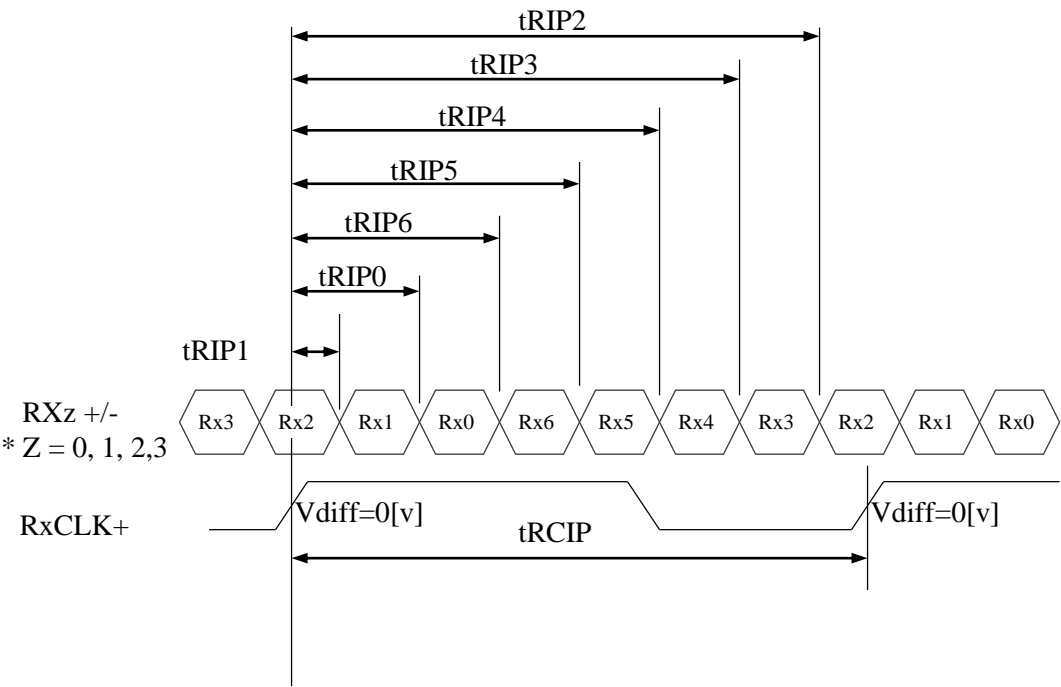 tRIP2
tRIP3
tRIP4
tRIP5
tRIP6
tRIP0
tRIP1
RXz +/-
* Z = 0, 1, 2,3
Rx3 Rx2 Rx1 Rx0 Rx6 Rx5 Rx4 Rx3 Rx2 Rx1 Rx0
RxCLK+
Vdiff=0[v] Vdiff=0[v]
tRCIP